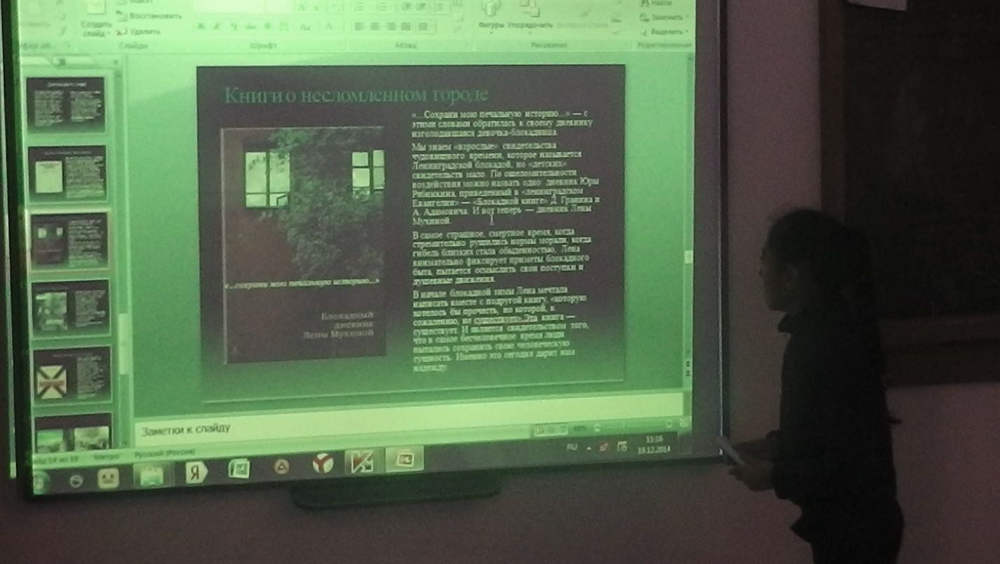 Макет
Восстановить
Создать
слайд
Удалить
Слайды
Шрифт
Абзац
Фигуры Упорядочить
Рисование
Найти
Заменить
Выделить
Редактирование
Книги о несломленном городе
«...Сохрани мою печальную историю...» — с
этими словами обратилась к своему дневнику
изголодавшаяся девочка-блокадница.
Мы знаем «взрослые» свидетельства
чудовищного времени, которое называется
Ленинградской блокадой, но «детских»
свидетельств мало. По ошеломительности
воздействия можно назвать одно: дневник Юры
Рябинкина, приведенный в «ленинградском
Евангелии» — «Блокадной книге» Д. Гранина и
А. Адамовича. И вот теперь — дневник Лены
Мухиной.
В самое страшное, смертное время, когда
стремительно рушились нормы морали, когда
гибель близких стала обыденностью, Лена
внимательно фиксирует приметы блокадного
быта, пытается осмыслить свои поступки и
душевные движения.
В начале блокадной зимы Лена мечтала
написать вместе с подругой книгу, «которую
хотелось бы прочесть, но которой, к
сожалению, не существует».Эта книга —
существует. И является свидетельством того,
что в самое бесчеловечное время люди
пытались сохранить свою человеческую
сущность. Именно это сегодня дарит нам
надежду.
«...сохрани мою печальную историю...»
Блокадный
дневник
Лены Мухиной
Заметки к слайду
14 из 19 "Метро" Русский (Россия) 66%
RU
11:16
19.12.2014